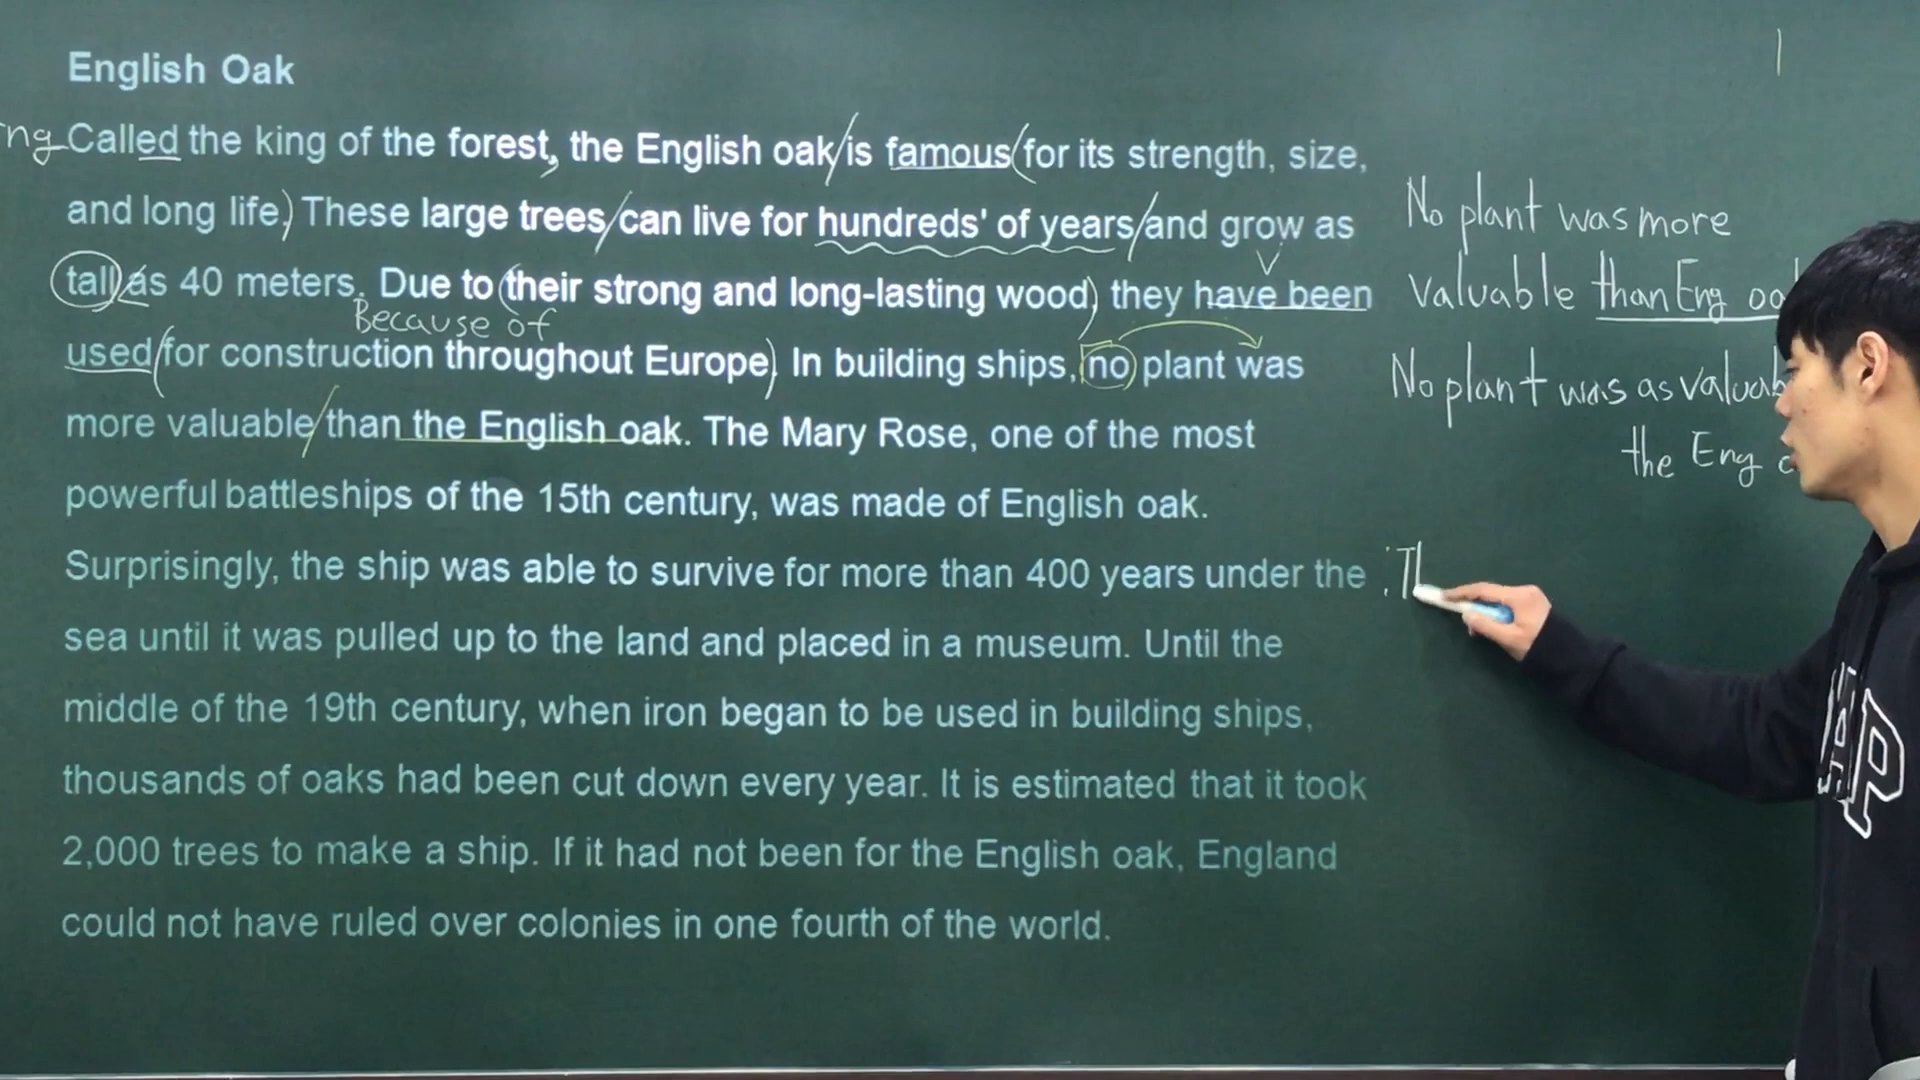 English Oak
Called the king of the forest, the English oak is famous for its strength, size,
and long life. These large trees can live for hundreds' of years and grow as
tall as 40 meters. Due to their strong and long-lasting wood, they have been
Because of
used for construction throughout Europe. In building ships, no plant was
more valuable than the English oak. The Mary Rose, one of the most
powerful battleships of the 15th century, was made of English oak.
Surprisingly, the ship was able to survive for more than 400 years under the
sea until it was pulled up to the land and placed in a museum. Until the
middle of the 19th century, when iron began to be used in building ships,
thousands of oaks had been cut down every year. It is estimated that it took
2,000 trees to make a ship. If it had not been for the English oak, England
could not have ruled over colonies in one fourth of the world.
No plant was more
valuable than Eng oa
No plant was as valuab
the Eng